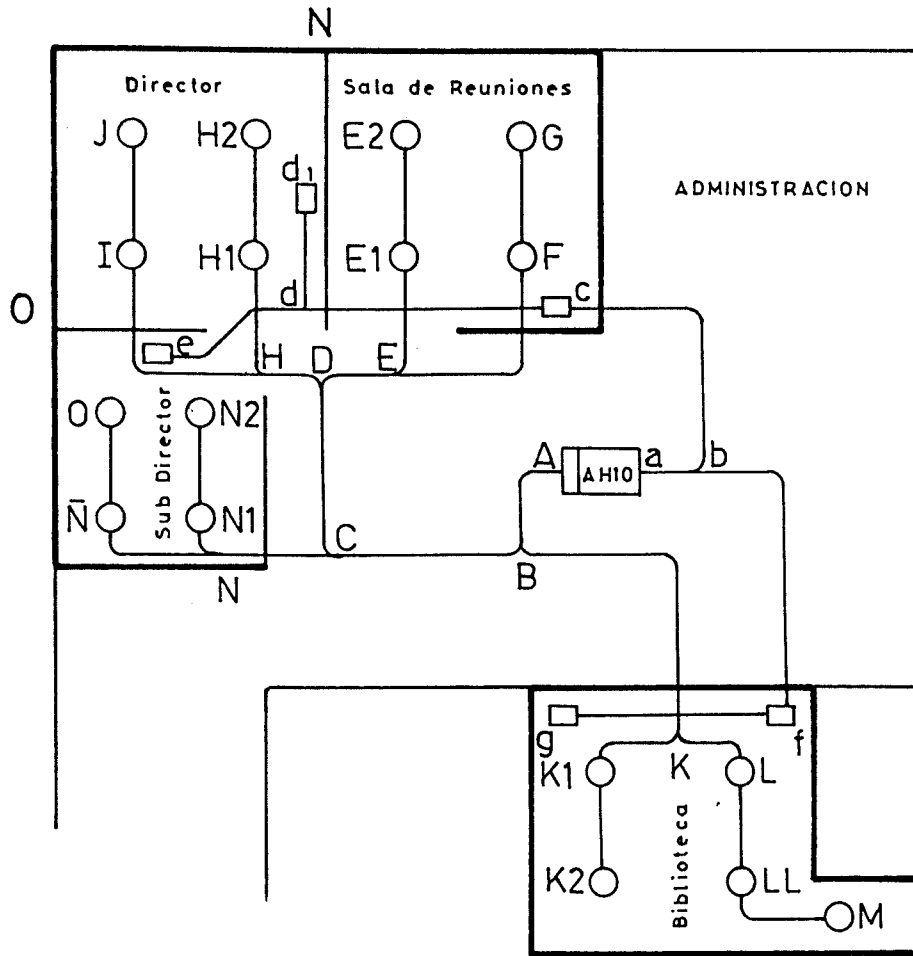 N
Director
Sala de Reuniones
J H2 E2 G
d1
ADMINISTRACION
I H1 E1 F
d c
O
e H D E
O N2
Sub Director
A AH10 a b
N̄ N1
C
N B
g f
K1 K L
Biblioteca
K2 LL
M